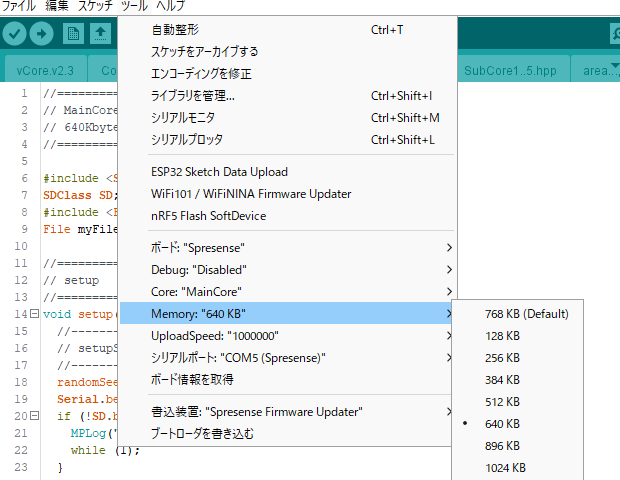 ファイル 編集 スケッチ ツール ヘルプ
vCore.v2.3
SubCore1..5.hpp
自動整形 Ctrl+T
スケッチをアーカイブする
エンコーディングを修正
ライブラリを管理... Ctrl+Shift+I
シリアルモニタ Ctrl+Shift+M
シリアルプロッタ Ctrl+Shift+L
ESP32 Sketch Data Upload
WiFi101 / WiFiNINA Firmware Updater
nRF5 Flash SoftDevice
ボード: "Spresense"
Debug: "Disabled"
Core: "MainCore"
Memory: "640 KB"
UploadSpeed: "1000000"
シリアルポート: "COM5 (Spresense)"
ボード情報を取得
書込装置: "Spresense Firmware Updater"
ブートローダを書き込む
768 KB (Default)
128 KB
256 KB
384 KB
512 KB
640 KB
896 KB
1024 KB
1 //==========
2 // MainCore
3 // 640Kbyte
4 //==========
5
6 #include <S
7 SDClass SD;
8 #include <
9 File myFile
10
11 //==========
12 // setup
13 //==========
14 void setup(
15 //-------
16 // setupS
17 //-------
18 randomSee
19 Serial.be
20 if (!SD.b
21 MPLog("
22 while (1);
23 }